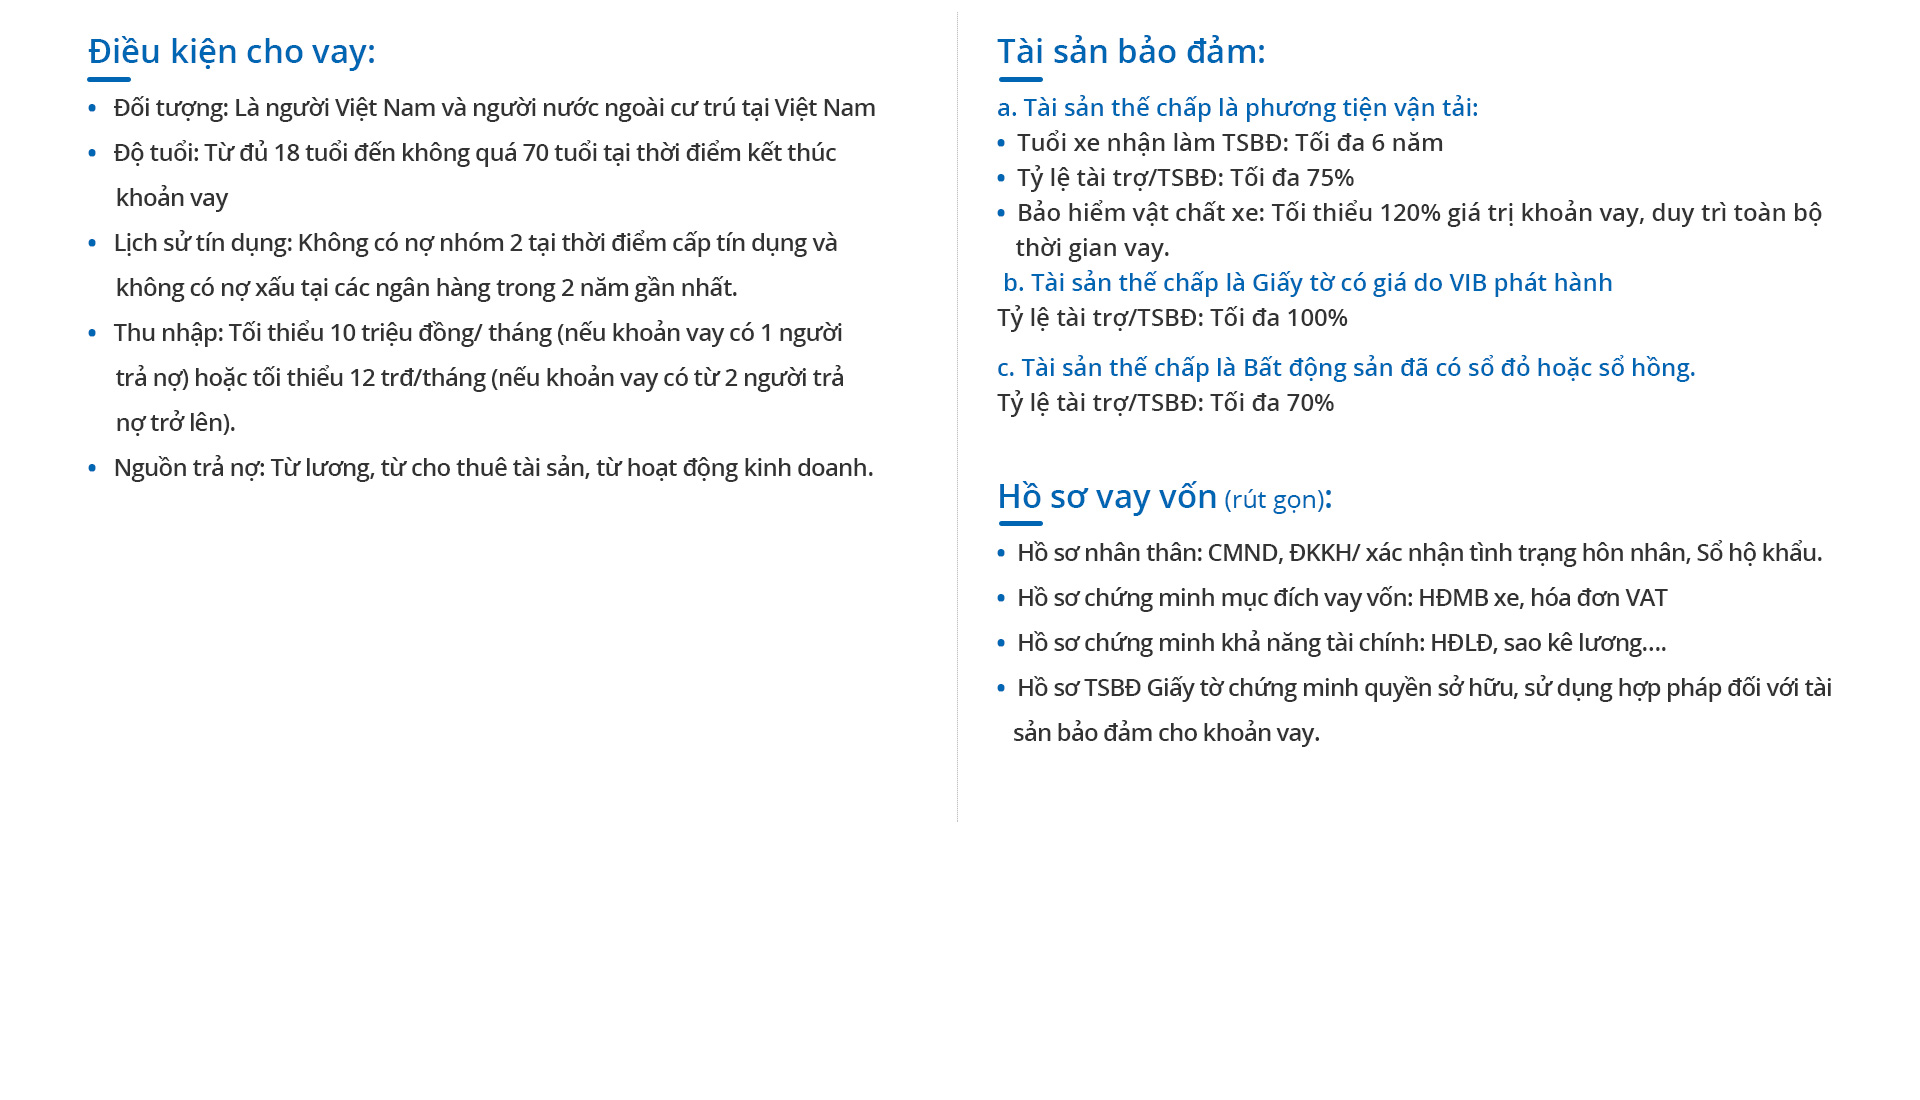 Điều kiện cho vay:
• Đối tượng: Là người Việt Nam và người nước ngoài cư trú tại Việt Nam
• Độ tuổi: Từ đủ 18 tuổi đến không quá 70 tuổi tại thời điểm kết thúc
khoản vay
• Lịch sử tín dụng: Không có nợ nhóm 2 tại thời điểm cấp tín dụng và
không có nợ xấu tại các ngân hàng trong 2 năm gần nhất.
• Thu nhập: Tối thiểu 10 triệu đồng/ tháng (nếu khoản vay có 1 người
trả nợ) hoặc tối thiểu 12 trđ/tháng (nếu khoản vay có từ 2 người trả
nợ trở lên).
• Nguồn trả nợ: Từ lương, từ cho thuê tài sản, từ hoạt động kinh doanh.
Tài sản bảo đảm:
a. Tài sản thế chấp là phương tiện vận tải:
• Tuổi xe nhận làm TSBĐ: Tối đa 6 năm
• Tỷ lệ tài trợ/TSBĐ: Tối đa 75%
• Bảo hiểm vật chất xe: Tối thiểu 120% giá trị khoản vay, duy trì toàn bộ
thời gian vay.
b. Tài sản thế chấp là Giấy tờ có giá do VIB phát hành
Tỷ lệ tài trợ/TSBĐ: Tối đa 100%
c. Tài sản thế chấp là Bất động sản đã có sổ đỏ hoặc sổ hồng.
Tỷ lệ tài trợ/TSBĐ: Tối đa 70%
Hồ sơ vay vốn (rút gọn):
• Hồ sơ nhân thân: CMND, ĐKKH/ xác nhận tình trạng hôn nhân, Sổ hộ khẩu.
• Hồ sơ chứng minh mục đích vay vốn: HĐMB xe, hóa đơn VAT
• Hồ sơ chứng minh khả năng tài chính: HĐLĐ, sao kê lương....
• Hồ sơ TSBĐ Giấy tờ chứng minh quyền sở hữu, sử dụng hợp pháp đối với tài
sản bảo đảm cho khoản vay.